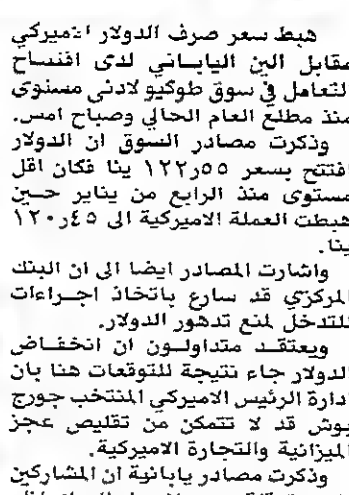 هبط سعر صرف الدولار الاميركي
مقابل الين الياباني لدى افتتاح
التعامل في سوق طوكيو لادنى مستوى
منذ مطلع العام الحالي وصباح امس.
وذكرت مصادر السوق ان الدولار
افتتح بسعر ٥٥ر١٢٢ ينا فكان اقل
مستوى منذ الرابع من يناير حين
هبطت العملة الاميركية الى ٤٥ر١٢٠
ينا.
واشارت المصادر ايضا الى ان البنك
المركزي قد سارع باتخاذ اجراءات
للتدخل لمنع تدهور الدولار.
ويعتقد متداولون ان انخفاض
الدولار جاء نتيجة للتوقعات هنا بان
ادارة الرئيس الاميركي المنتخب جورج
بوش قد لا تتمكن من تقليص عجز
الميزانية والتجارة الاميركية.
وذكرت مصادر يابانية ان المشاركين